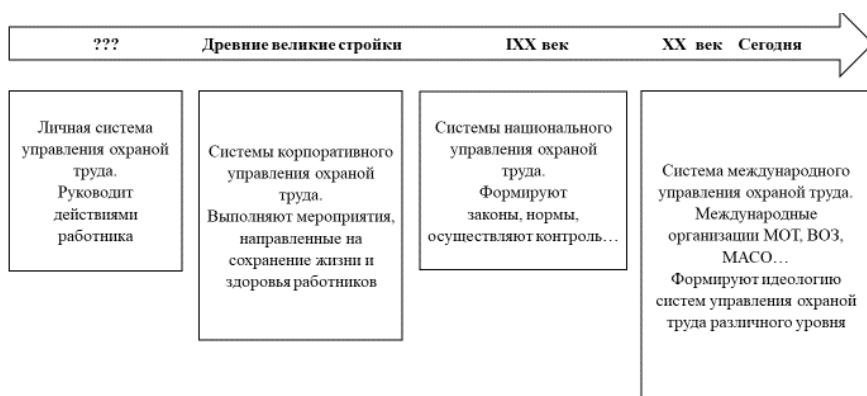 ???
Древние великие стройки
IXX век
XX век Сегодня
Личная система
управления охраной
труда.
Руководит
действиями
работника
Системы корпоративного
управления охраной
труда.
Выполняют мероприятия,
направленные на
сохранение жизни и
здоровья работников
Системы национального
управления охраной
труда.
Формируют
законы, нормы,
осуществляют контроль…
Система международного
управления охраной труда.
Международные
организации МОТ, ВОЗ,
МАСО…
Формируют идеологию
систем управления охраной
труда различного уровня